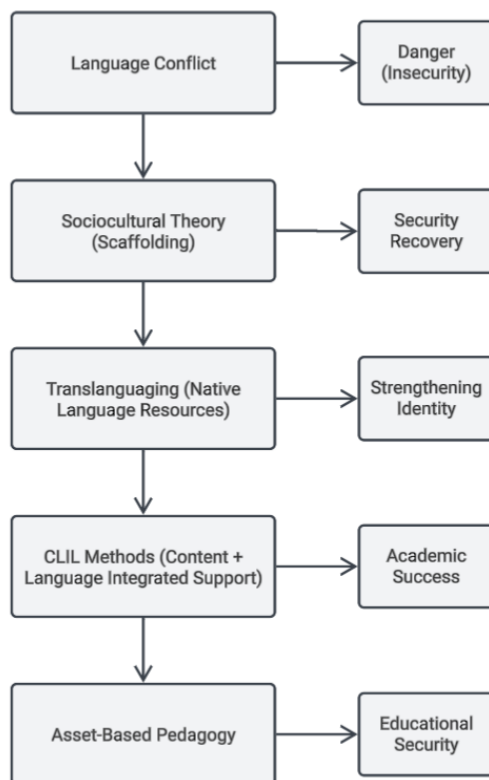 Language Conflict
Danger
(Insecurity)
Sociocultural Theory
(Scaffolding)
Security
Recovery
Translanguaging (Native
Language Resources)
Strengthening
Identity
CLIL Methods (Content +
Language Integrated Support)
Academic
Success
Asset-Based Pedagogy
Educational
Security